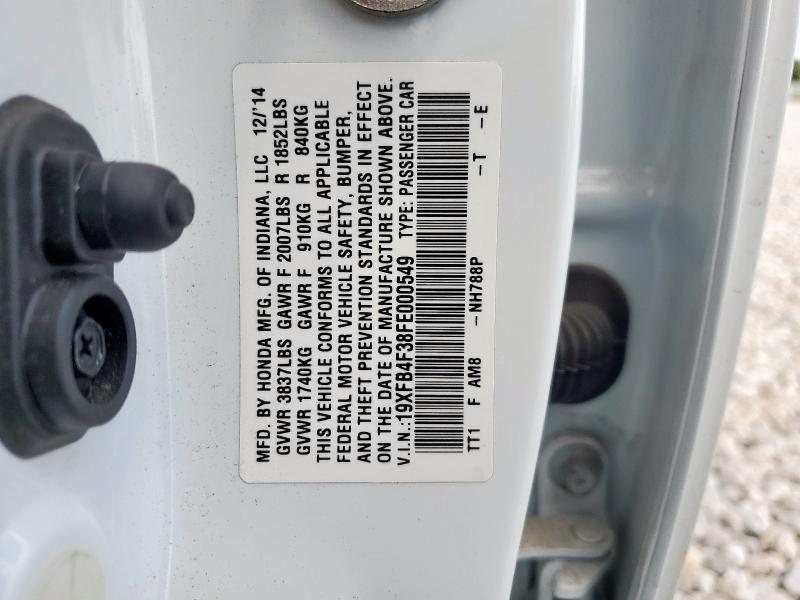 MFD. BY HONDA MFG. OF INDIANA, LLC 12/'14
GVWR 3837LBS GAWR F 2007LBS R 1852LBS
GVWR 1740KG GAWR F 910KG R 840KG
THIS VEHICLE CONFORMS TO ALL APPLICABLE
FEDERAL MOTOR VEHICLE SAFETY, BUMPER,
AND THEFT PREVENTION STANDARDS IN EFFECT
ON THE DATE OF MANUFACTURE SHOWN ABOVE.
V.I.N.:19XFB4F38FE000549 TYPE: PASSENGER CAR
TT1 F AM8 -NH788P -T -E